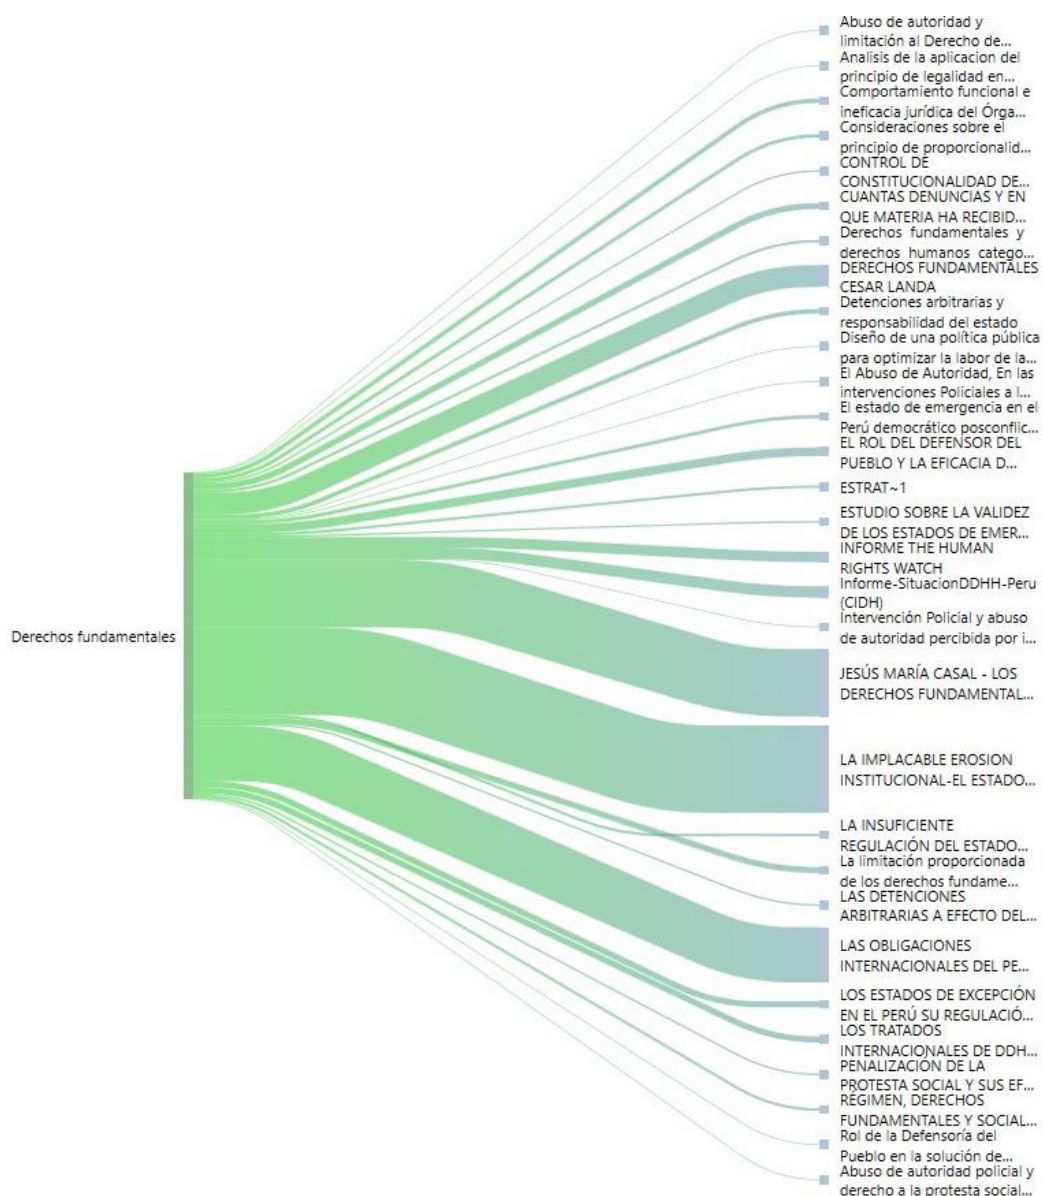 Abuso de autoridad y
limitación al Derecho de...
Analisis de la aplicacion del
principio de legalidad en...
Comportamiento funcional e
ineficacia jurídica del Órga...
Consideraciones sobre el
principio de proporcionalid...
CONTROL DE
CONSTITUCIONALIDAD DE...
CUANTAS DENUNCIAS Y EN
QUE MATERIA HA RECIBID...
Derechos fundamentales y
derechos humanos catego...
DERECHOS FUNDAMENTALES
CESAR LANDA
Detenciones arbitrarias y
responsabilidad del estado
Diseño de una política pública
para optimizar la labor de la...
El Abuso de Autoridad, En las
intervenciones Policiales a l...
El estado de emergencia en el
Perú democrático posconflic...
EL ROL DEL DEFENSOR DEL
PUEBLO Y LA EFICACIA D...
ESTRAT~1
ESTUDIO SOBRE LA VALIDEZ
DE LOS ESTADOS DE EMER...
INFORME THE HUMAN
RIGHTS WATCH
Informe-SituacionDDHH-Peru
(CIDH)
Intervención Policial y abuso
de autoridad percibida por i...
Derechos fundamentales
JESÚS MARÍA CASAL - LOS
DERECHOS FUNDAMENTAL...
LA IMPLACABLE EROSION
INSTITUCIONAL-EL ESTADO...
LA INSUFICIENTE
REGULACIÓN DEL ESTADO...
La limitación proporcionada
de los derechos fundame...
LAS DETENCIONES
ARBITRARIAS A EFECTO DEL...
LAS OBLIGACIONES
INTERNACIONALES DEL PE...
LOS ESTADOS DE EXCEPCIÓN
EN EL PERÚ SU REGULACIÓ...
LOS TRATADOS
INTERNACIONALES DE DDH...
PENALIZACIÓN DE LA
PROTESTA SOCIAL Y SUS EF...
RÉGIMEN, DERECHOS
FUNDAMENTALES Y SOCIAL...
Rol de la Defensoría del
Pueblo en la solución de...
Abuso de autoridad policial y
derecho a la protesta social...